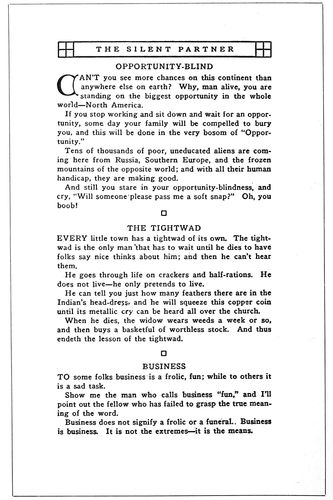 THE SILENT PARTNER
OPPORTUNITY-BLIND
CAN'T you see more chances on this continent than
anywhere else on earth? Why, man alive, you are
standing on the biggest opportunity in the whole
world—North America.
If you stop working and sit down and wait for an oppor-
tunity, some day your family will be compelled to bury
you, and this will be done in the very bosom of "Oppor-
tunity."
Tens of thousands of poor, uneducated aliens are com-
ing here from Russia, Southern Europe, and the frozen
mountains of the opposite world; and with all their human
handicap, they are making good.
And still you stare in your opportunity-blindness, and
cry, "Will someone please pass me a soft snap?" Oh, you
boob!
THE TIGHTWAD
EVERY little town has a tightwad of its own. The tight-
wad is the only man that has to wait until he dies to have
folks say nice thinks about him; and then he can't hear
them.
He goes through life on crackers and half-rations. He
does not live—he only pretends to live.
He can tell you just how many feathers there are in the
Indian's head-dress, and he will squeeze this copper coin
until its metallic cry can be heard all over the church.
When he dies, the widow wears weeds a week or so,
and then buys a basketful of worthless stock. And thus
endeth the lesson of the tightwad.
BUSINESS
TO some folks business is a frolic, fun; while to others it
is a sad task.
Show me the man who calls business "fun," and I'll
point out the fellow who has failed to grasp the true mean-
ing of the word.
Business does not signify a frolic or a funeral. Business
is business. It is not the extremes—it is the means.